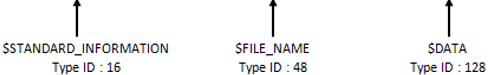 $STANDARD_INFORMATION $FILE_NAME $DATA
Type ID : 16 Type ID : 48 Type ID : 128